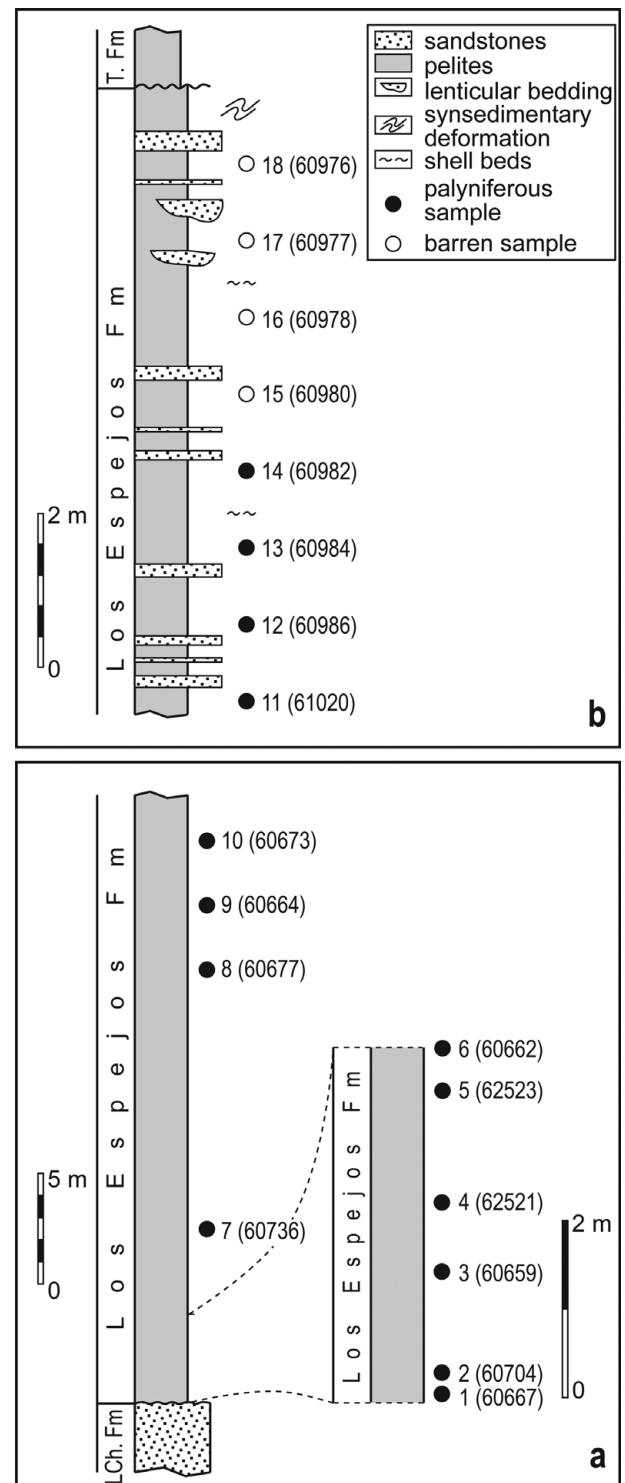 T. Fm
sandstones
pelites
lenticular bedding
synsedimentary
deformation
shell beds
palyniferous
sample
barren sample
18 (60976)
17 (60977)
16 (60978)
15 (60980)
14 (60982)
13 (60984)
12 (60986)
11 (61020)
Los Espejos Fm
2 m
0
b
10 (60673)
9 (60664)
8 (60677)
7 (60736)
Los Espejos Fm
5 m
0
LCh. Fm
6 (60662)
5 (62523)
4 (62521)
3 (60659)
2 (60704)
1 (60667)
Los Espejos Fm
2 m
0
a